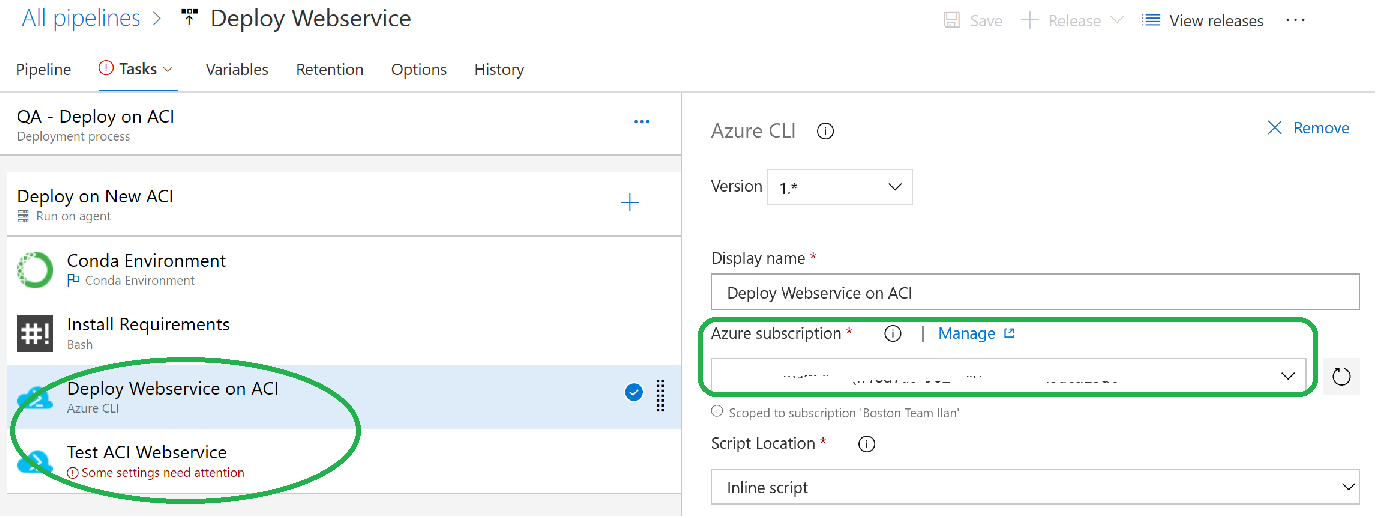 All pipelines > Deploy Webservice
Save Release View releases ...
Pipeline Tasks Variables Retention Options History
QA - Deploy on ACI
Deployment process
Deploy on New ACI
Run on agent
Conda Environment
Conda Environment
#! Install Requirements
Bash
Deploy Webservice on ACI
Azure CLI
Test ACI Webservice
Some settings need attention
Azure CLI
Remove
Version 1.*
Display name *
Deploy Webservice on ACI
Azure subscription * | Manage
Scoped to subscription 'Boston Team Ilan'
Script Location *
Inline script